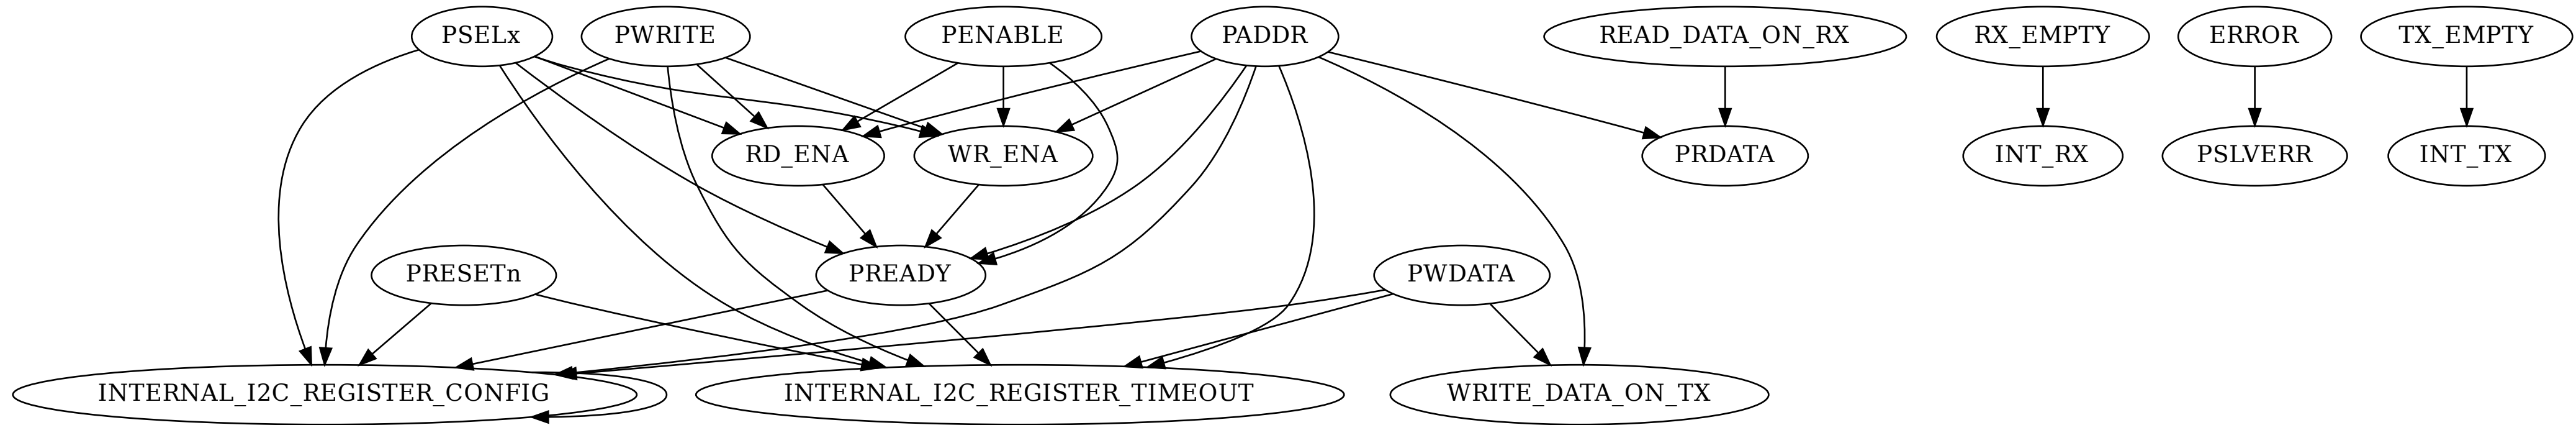 PSELx
PWRITE
PENABLE
PADDR
READ_DATA_ON_RX
RX_EMPTY
ERROR
TX_EMPTY
RD_ENA
WR_ENA
PRDATA
INT_RX
PSLVERR
INT_TX
PRESETn
PREADY
PWDATA
INTERNAL_I2C_REGISTER_CONFIG
INTERNAL_I2C_REGISTER_TIMEOUT
WRITE_DATA_ON_TX